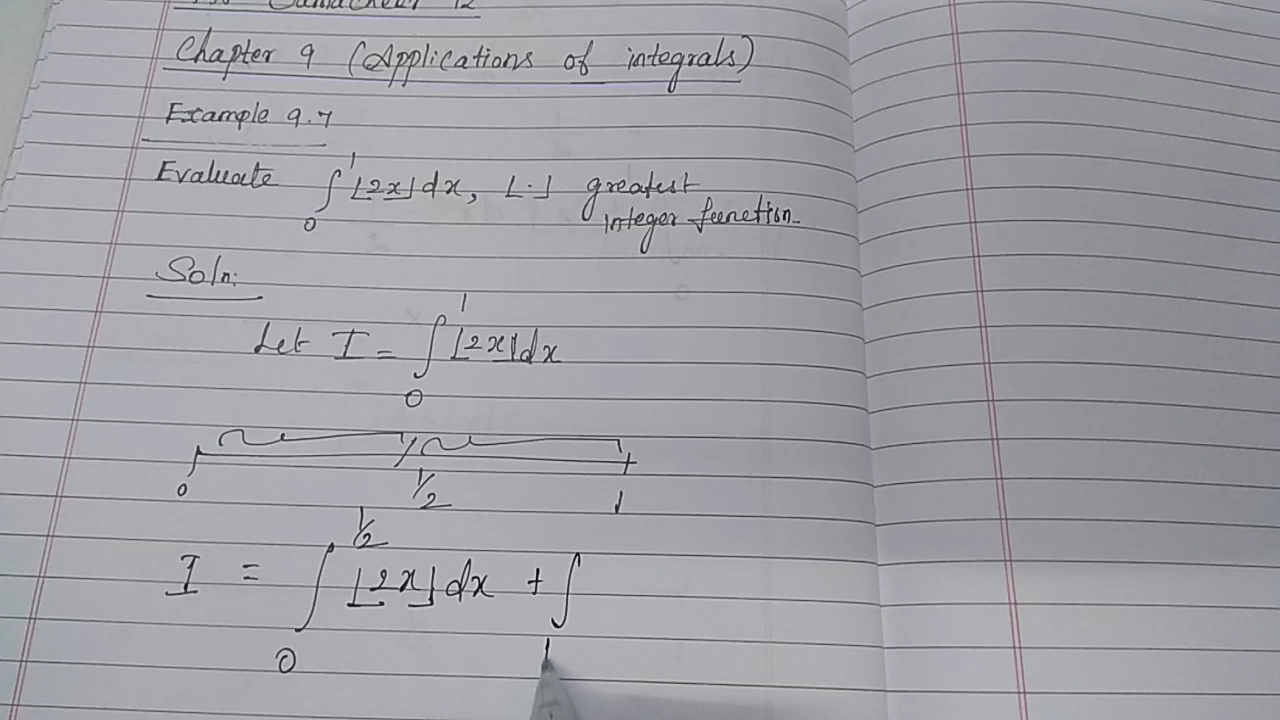 Chapter 9 (Applications of integrals)
Example 9.7
Evaluate ∫₀¹ ⌊2x⌋dx, ⌊·⌋ greatest
integer function.
Soln:
Let I = ∫₀¹ ⌊2x⌋dx
0 1/2 1
I = ∫₀^{1/2} ⌊2x⌋dx + ∫